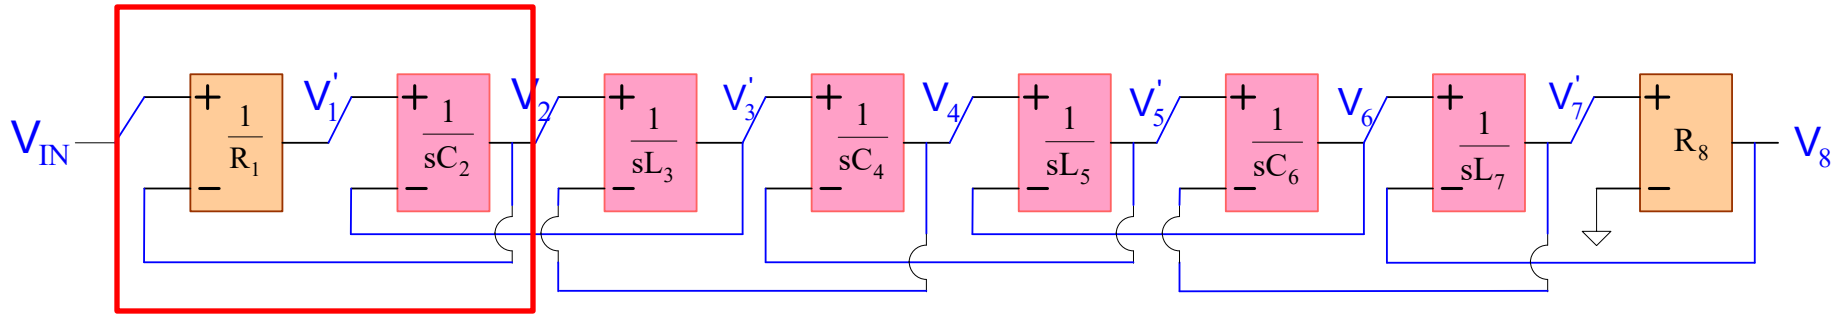 V_IN
+ 1/R_1 −
V'_1
+ 1/sC_2 −
V_2
+ 1/sL_3 −
V'_3
+ 1/sC_4 −
V_4
+ 1/sL_5 −
V'_5
+ 1/sC_6 −
V_6
+ 1/sL_7 −
V'_7
+ R_8 −
V_8